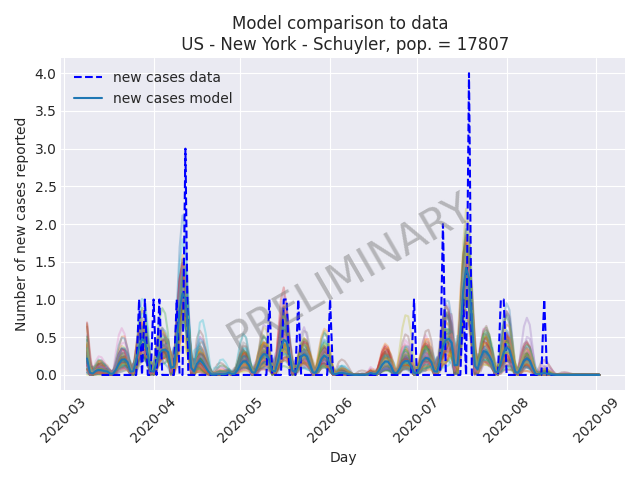 Model comparison to data
US - New York - Schuyler, pop. = 17807
new cases data
new cases model
PRELIMINARY
Number of new cases reported
4.0
3.5
3.0
2.5
2.0
1.5
1.0
0.5
0.0
2020-03
2020-04
2020-05
2020-06
2020-07
2020-08
2020-09
Day